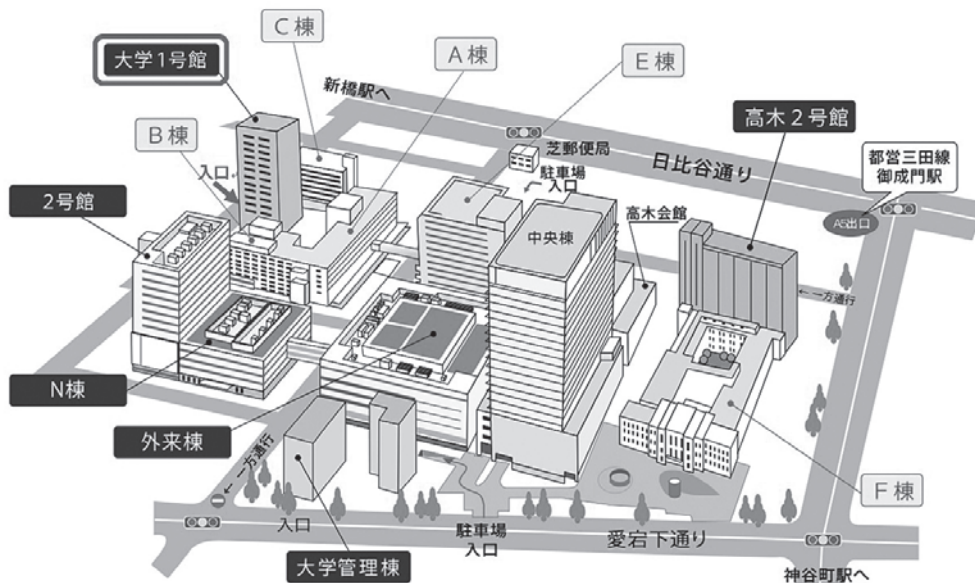 C棟
大学1号館
A棟
E棟
新橋駅へ
高木2号館
B棟
芝郵便局
日比谷通り
都営三田線
御成門駅
入口
駐車場
入口
2号館
高木会館
A5出口
中央棟
←一方通行
N棟
外来棟
←一方通行
F棟
入口
駐車場
入口
愛宕下通り
大学管理棟
神谷町駅へ